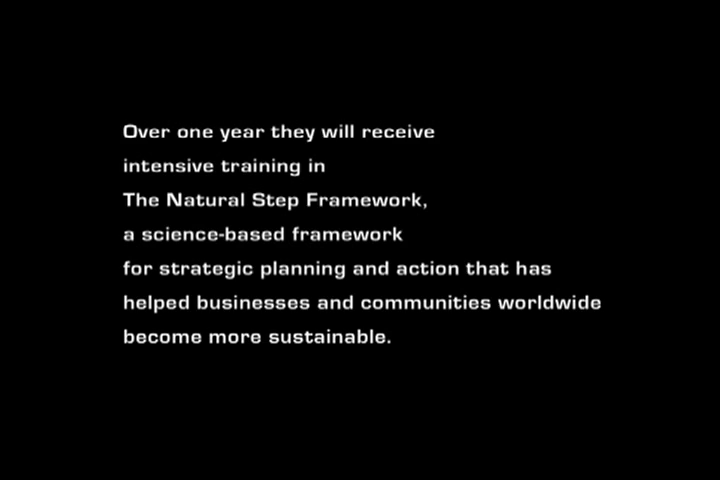 Over one year they will receive
intensive training in
The Natural Step Framework,
a science-based framework
for strategic planning and action that has
helped businesses and communities worldwide
become more sustainable.